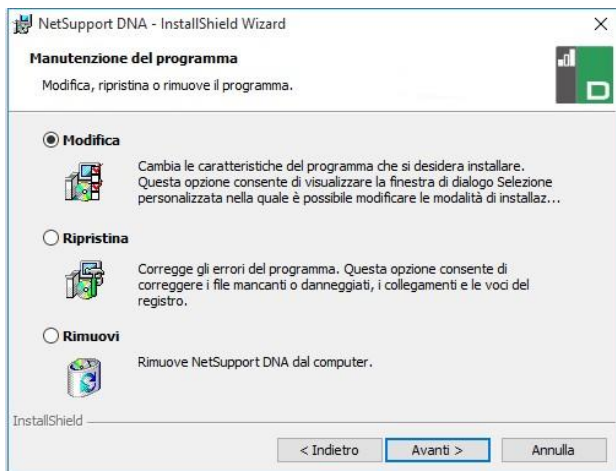 NetSupport DNA - InstallShield Wizard
Manutenzione del programma
Modifica, ripristina o rimuove il programma.
D
Modifica
Cambia le caratteristiche del programma che si desidera installare.
Questa opzione consente di visualizzare la finestra di dialogo Selezione
personalizzata nella quale è possibile modificare le modalità di installaz...
Ripristina
Corregge gli errori del programma. Questa opzione consente di
correggere i file mancanti o danneggiati, i collegamenti e le voci del
registro.
Rimuovi
Rimuove NetSupport DNA dal computer.
InstallShield
< Indietro
Avanti >
Annulla